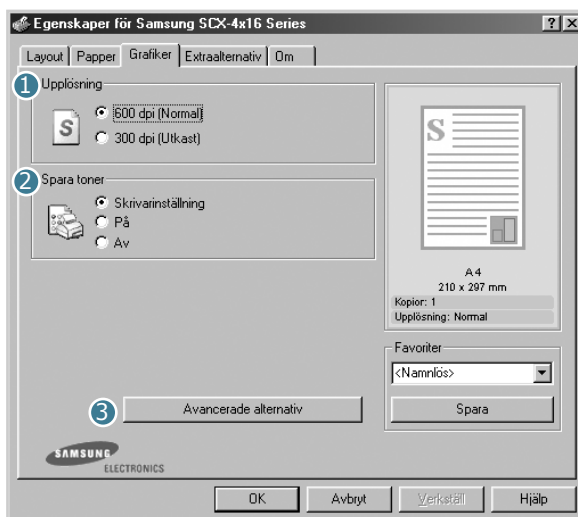 Egenskaper för Samsung SCX-4x16 Series
Layout Papper Grafiker Extraalternativ Om
1 Upplösning
600 dpi (Normal)
300 dpi (Utkast)
2 Spara toner
Skrivarinställning
På
Av
S
S
A4
210 x 297 mm
Kopior: 1
Upplösning: Normal
Favoriter
<Namnlös>
Spara
3 Avancerade alternativ
SAMSUNG
ELECTRONICS
OK Avbryt Verkställ Hjälp